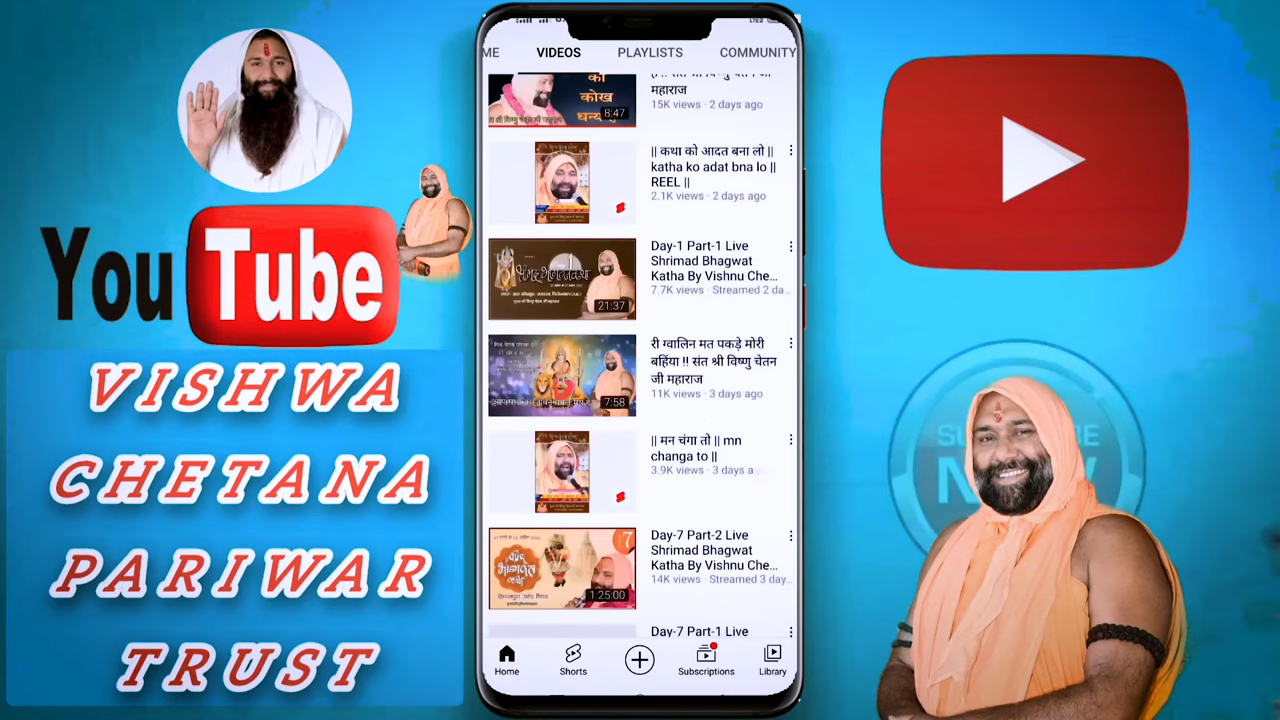 You Tube
VISHWA
CHETANA
PARIWAR
TRUST
ME VIDEOS PLAYLISTS COMMUNITY
की
कोख
धन्य
8:47
महाराज
15K views · 2 days ago
|| कथा को आदत बना लो ||
katha ko adat bna lo ||
REEL ||
2.1K views · 2 days ago
21:37
Day-1 Part-1 Live
Shrimad Bhagwat
Katha By Vishnu Che...
7.7K views · Streamed 2 da...
7:58
री ग्वालिन मत पकड़े मोरी
बहिंया !! संत श्री विष्णु चेतन
जी महाराज
11K views · 3 days ago
|| मन चंगा तो || mn
changa to ||
3.9K views · 3 days a
7
भागवत
कथा
1:25:00
Day-7 Part-2 Live
Shrimad Bhagwat
Katha By Vishnu Che...
14K views · Streamed 3 day...
Day-7 Part-1 Live
Home Shorts Subscriptions Library